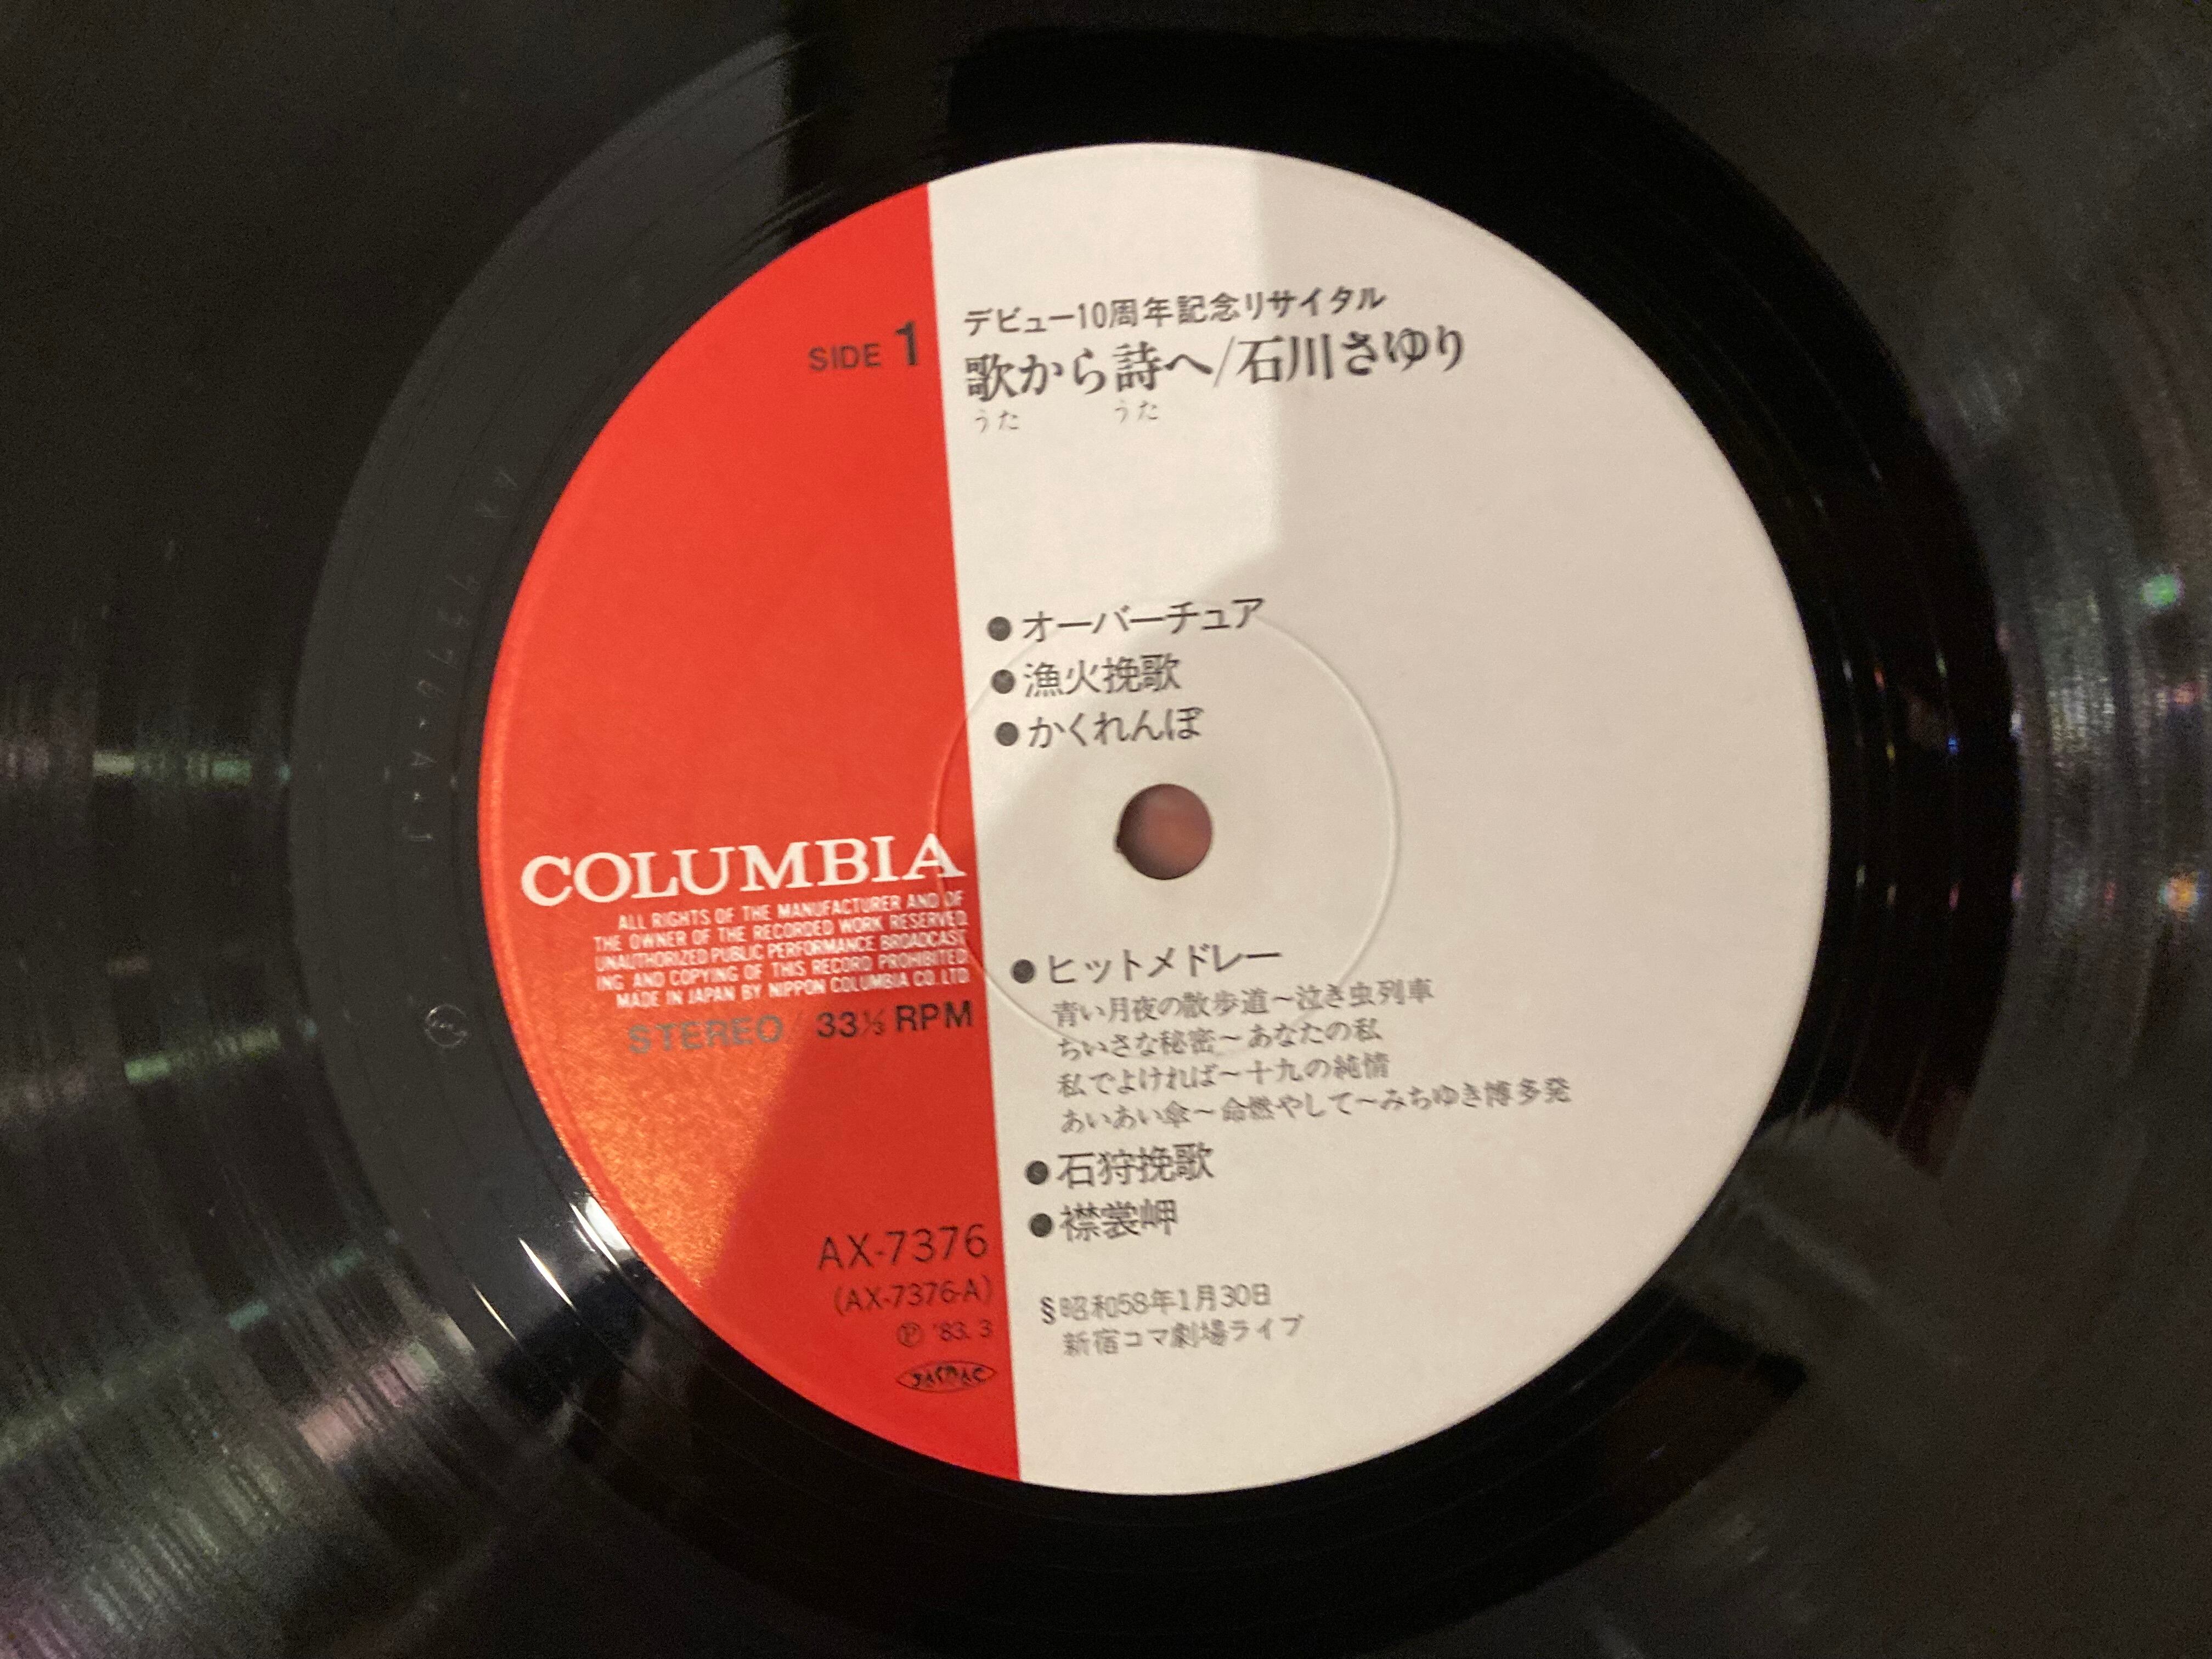 SIDE 1
デビュー10周年記念リサイタル
歌から詩へ/石川さゆり
うた うた
●オーバーチュア
●漁火挽歌
●かくれんぼ
COLUMBIA
ALL RIGHTS OF THE MANUFACTURER AND OF
THE OWNER OF THE RECORDED WORK RESERVED.
UNAUTHORIZED PUBLIC PERFORMANCE BROADCAST
ING AND COPYING OF THIS RECORD PROHIBITED.
MADE IN JAPAN BY NIPPON COLUMBIA CO. LTD
STEREO / 33⅓ RPM
●ヒットメドレー
青い月夜の散歩道〜泣き虫列車
ちいさな秘密〜あなたの私
私でよければ〜十九の純情
あいあい傘〜命燃やして〜みちゆき博多発
●石狩挽歌
●襟裳岬
AX-7376
(AX-7376-A)
Ⓟ '83. 3
JASRAC
§昭和58年1月30日
新宿コマ劇場ライブ
AX-7376-A-1